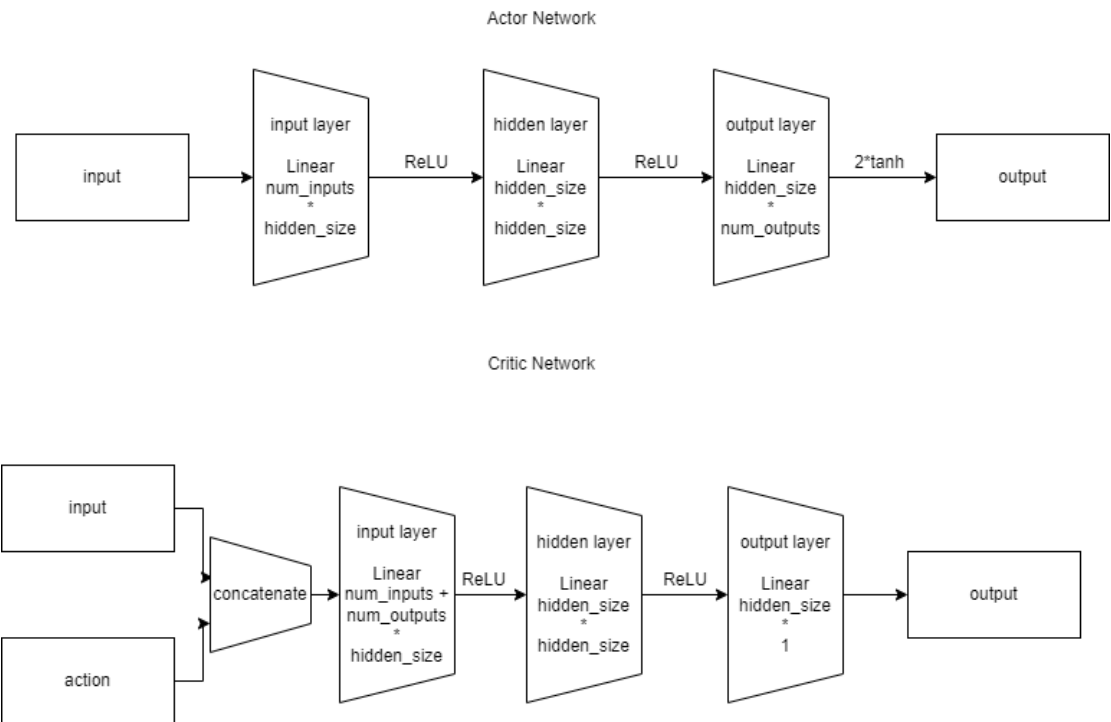 Actor Network
input
input layer
Linear
num_inputs
*
hidden_size
ReLU
hidden layer
Linear
hidden_size
*
hidden_size
ReLU
output layer
Linear
hidden_size
*
num_outputs
2*tanh
output
Critic Network
input
action
concatenate
input layer
Linear
num_inputs +
num_outputs
*
hidden_size
ReLU
hidden layer
Linear
hidden_size
*
hidden_size
ReLU
output layer
Linear
hidden_size
*
1
output